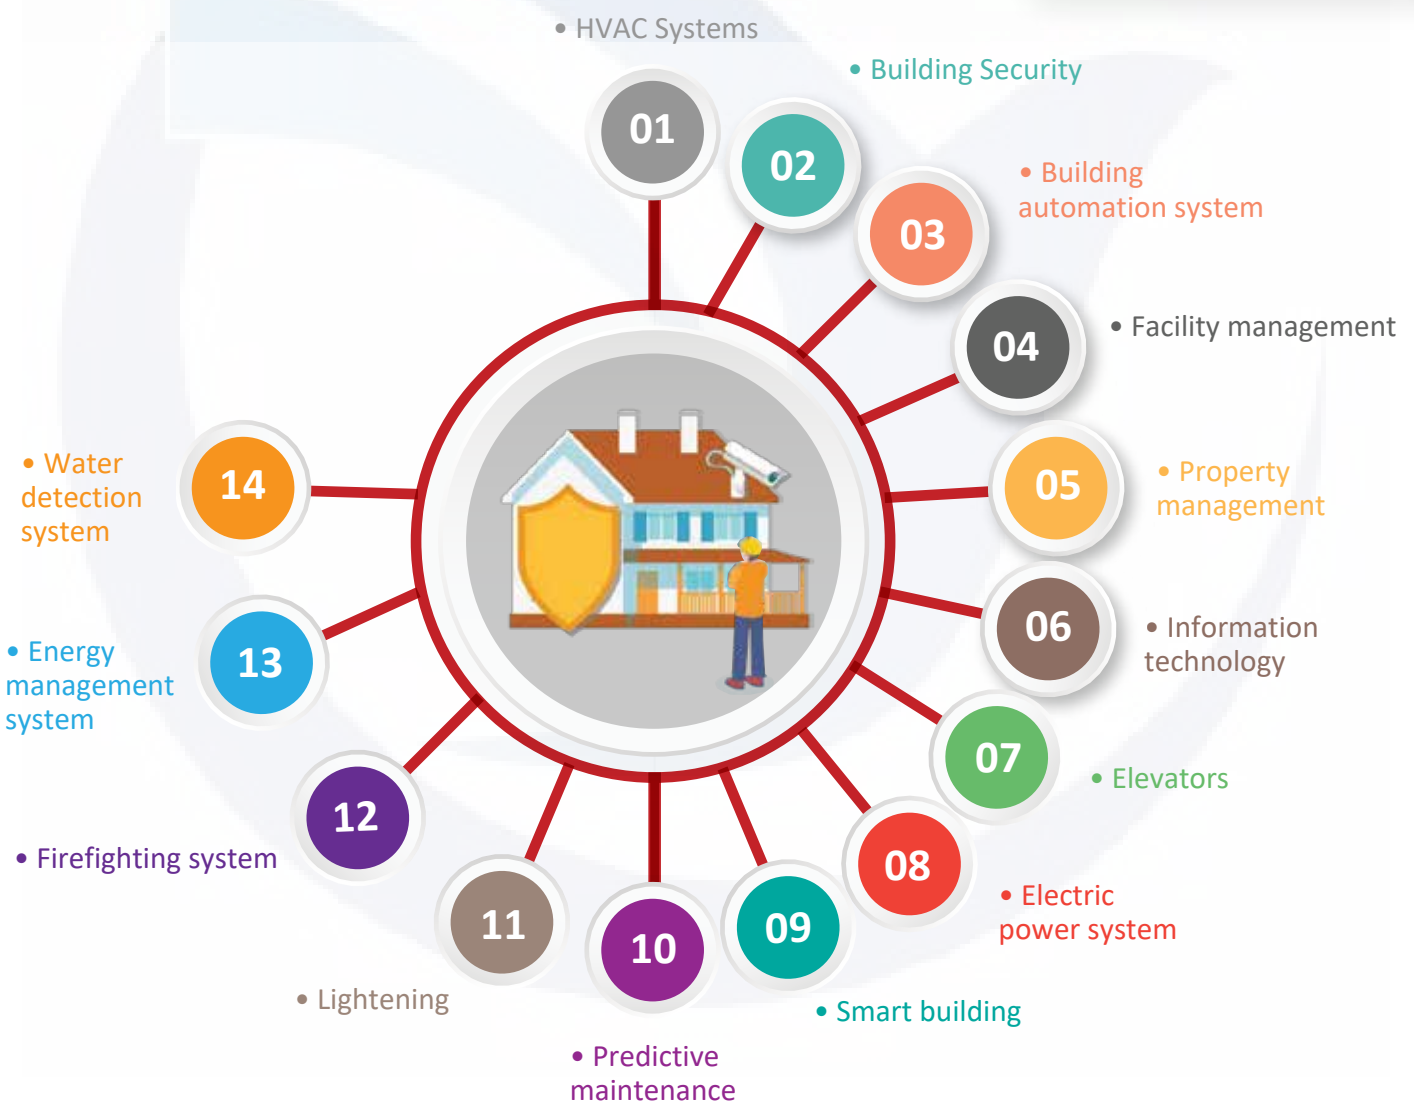 • HVAC Systems
01
• Building Security
02
• Building
automation system
03
• Facility management
04
• Property
management
05
• Information
technology
06
• Elevators
07
• Electric
power system
08
• Smart building
09
• Predictive
maintenance
10
• Lightening
11
• Firefighting system
12
• Energy
management
system
13
• Water
detection
system
14